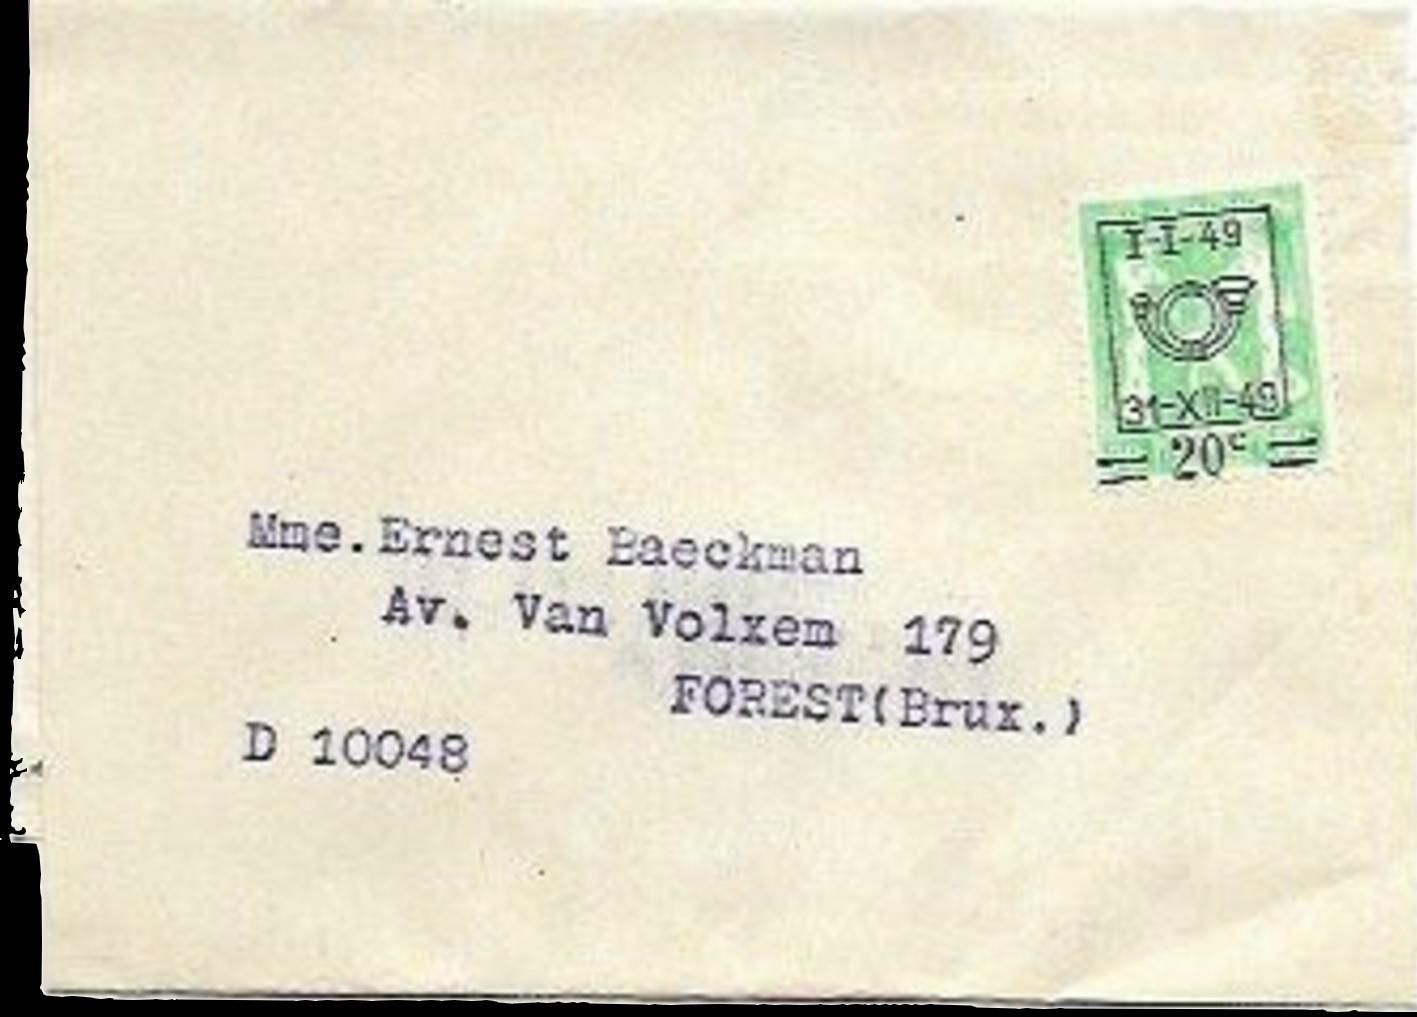 I-I-49
31-XII-49
20c
Mme.Ernest Baeckman
Av. Van Volxem 179
FOREST(Brux.)
D 10048